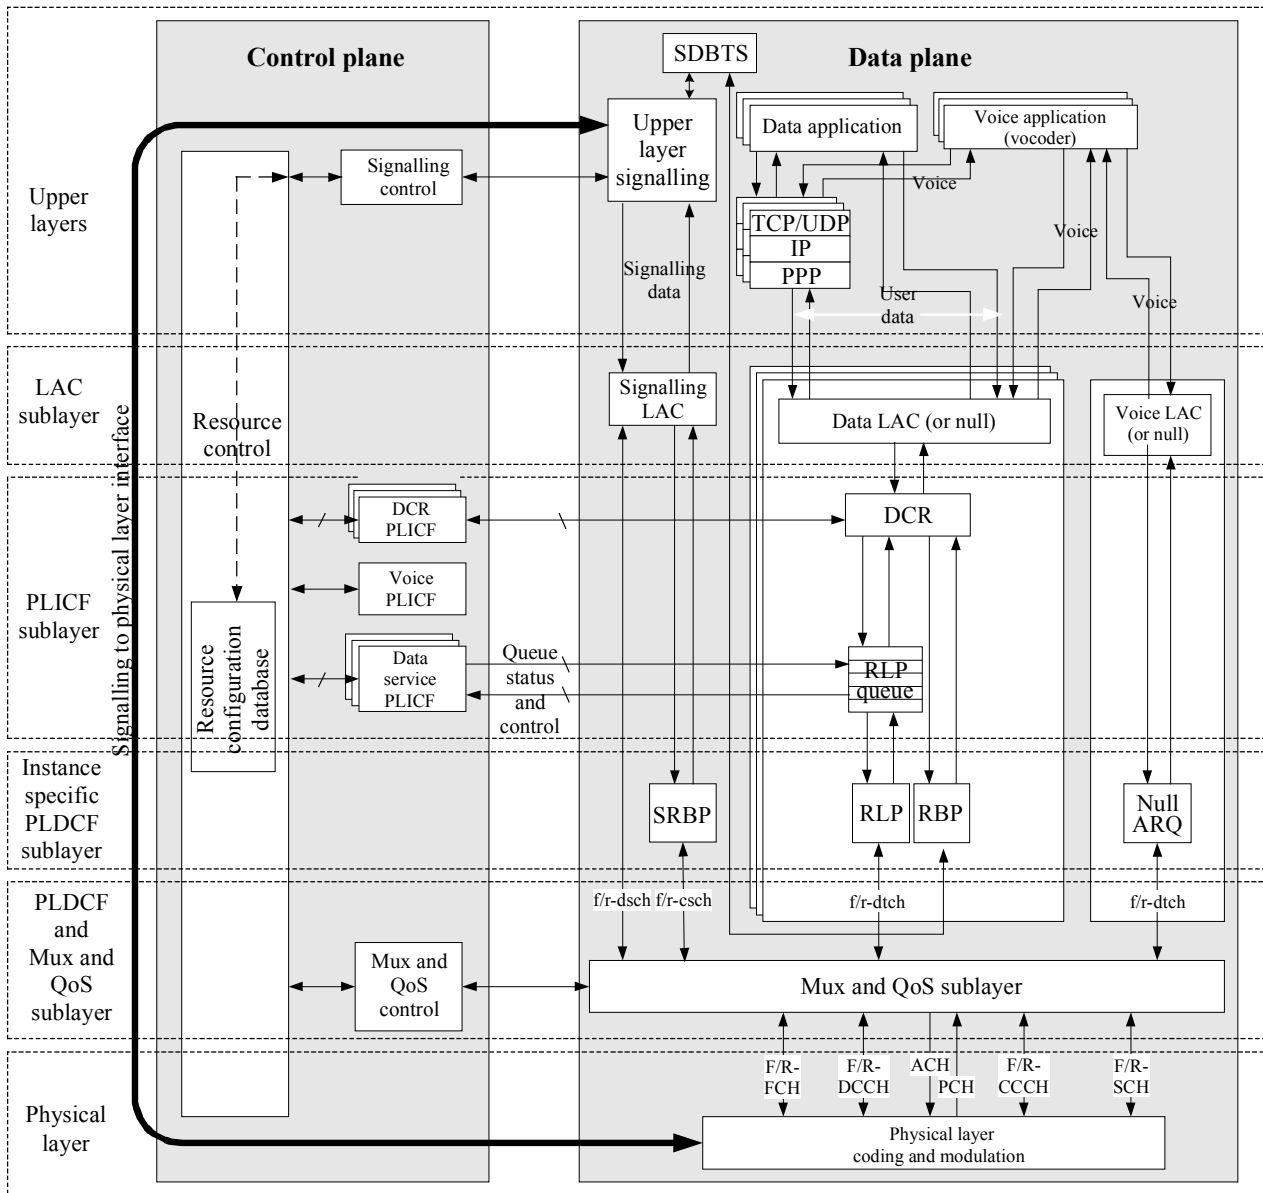 Control plane
Data plane
SDBTS
Upper
layer
signalling
Data application
Voice application
(vocoder)
Signalling
control
Upper
layers
Voice
TCP/UDP
IP
PPP
Voice
Signalling
data
User
data
Voice
LAC
sublayer
Resource
control
Signalling
LAC
Data LAC (or null)
Voice LAC
(or null)
Signalling to physical layer interface
DCR
PLICF
DCR
PLICF
sublayer
Voice
PLICF
Resource
configuration
database
Data
service
PLICF
Queue
status
and
control
RLP
queue
Instance
specific
PLDCF
sublayer
SRBP
RLP
RBP
Null
ARQ
PLDCF
and
Mux and
QoS
sublayer
f/r-dsch
f/r-csch
f/r-dtch
f/r-dtch
Mux and
QoS
control
Mux and QoS sublayer
F/R-
FCH
F/R-
DCCH
ACH
PCH
F/R-
CCCH
F/R-
SCH
Physical
layer
Physical layer
coding and modulation